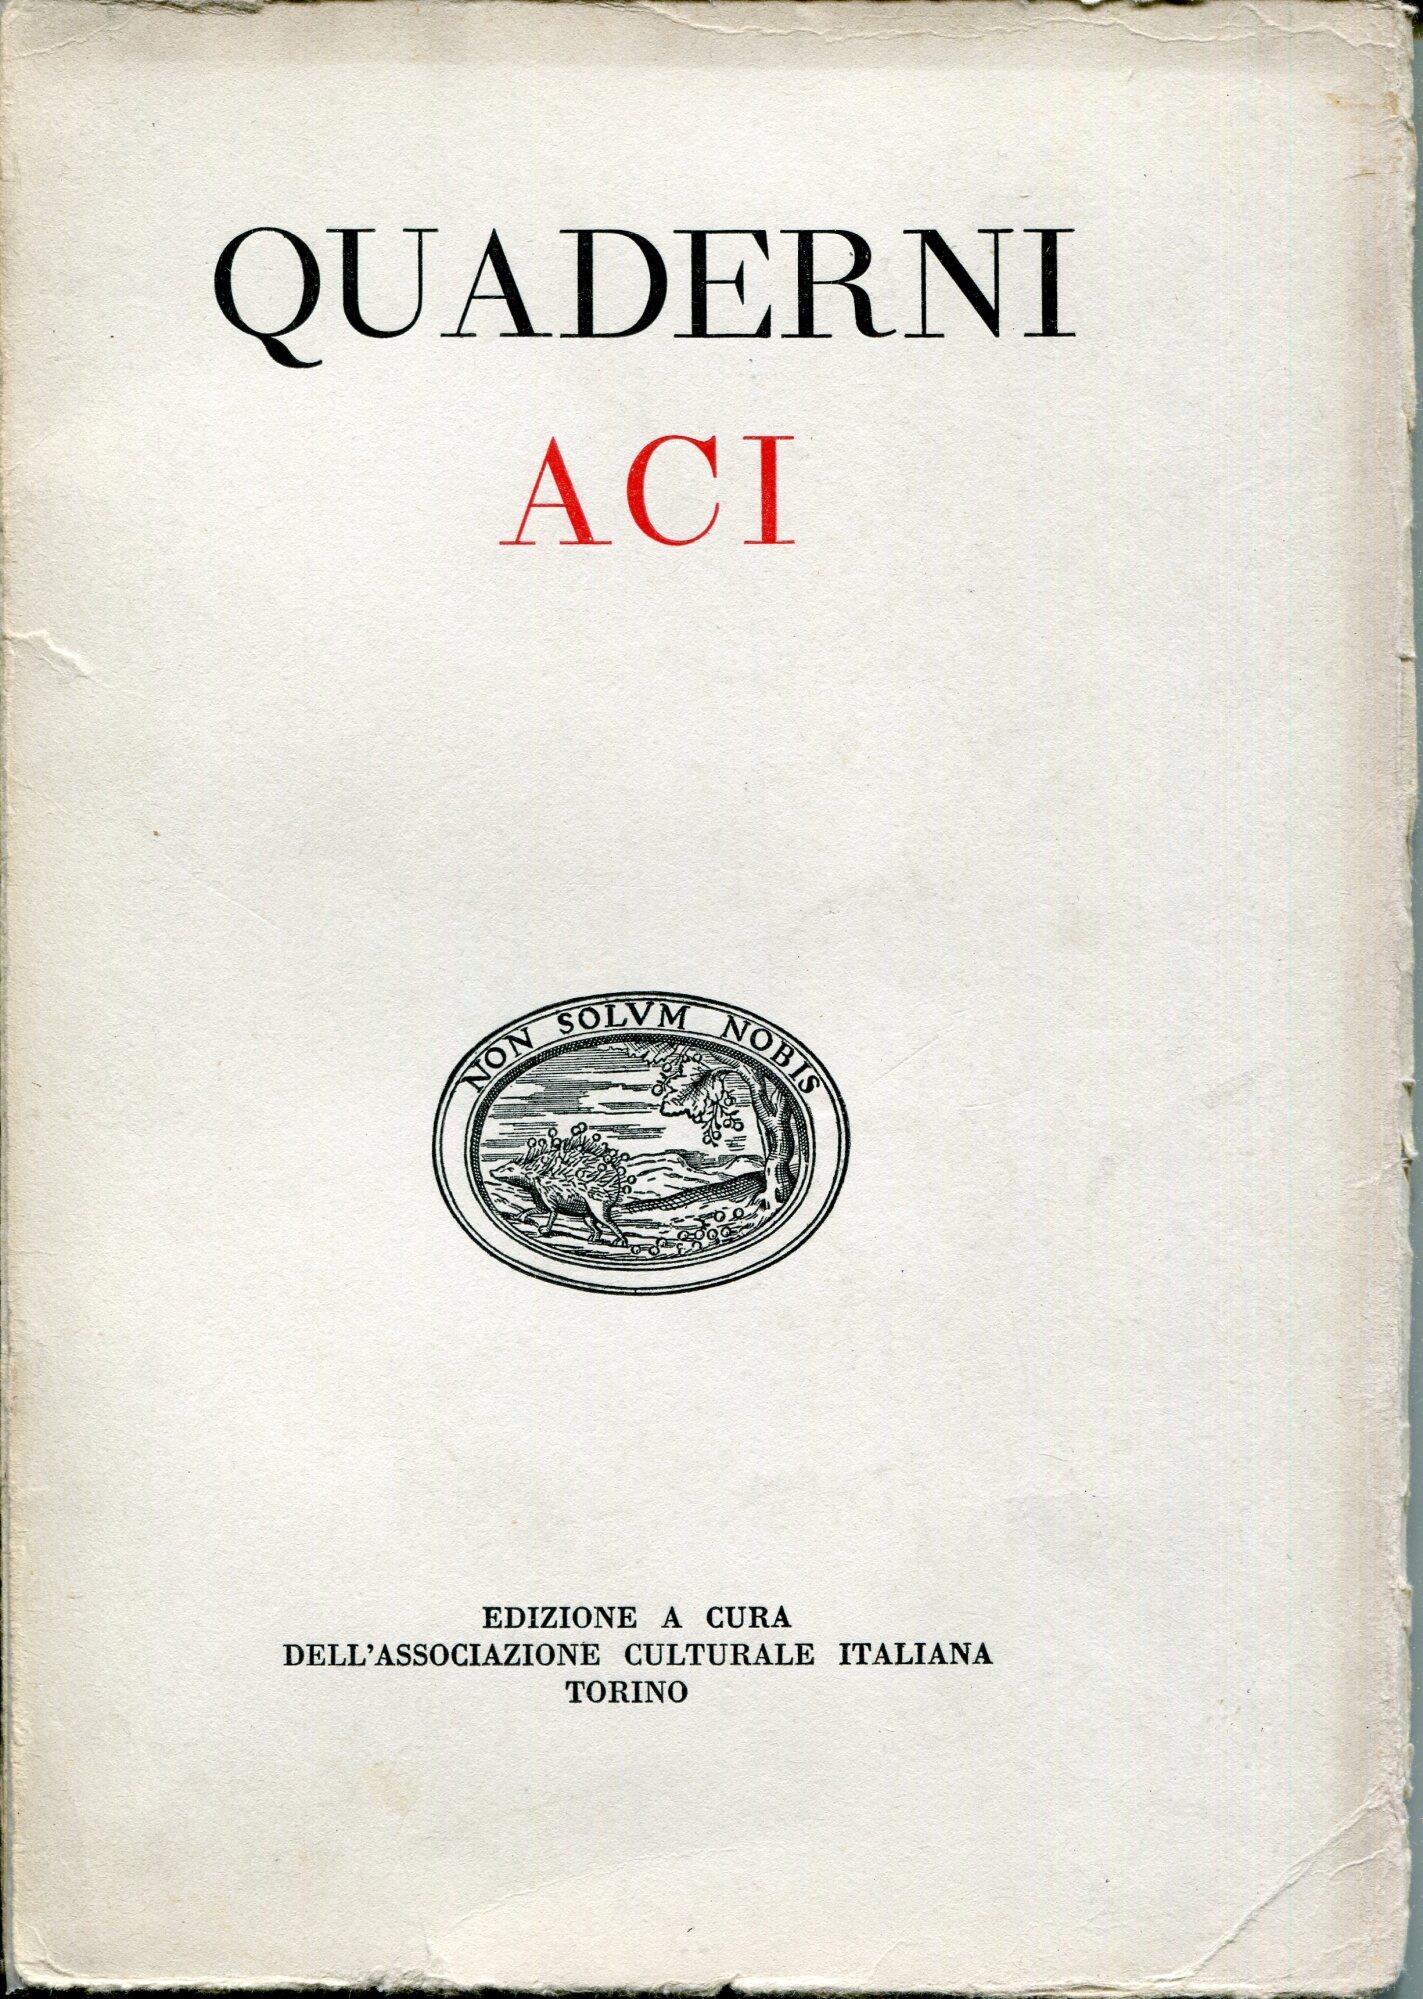 QUADERNI
ACI
NON SOLVM NOBIS
EDIZIONE A CURA
DELL'ASSOCIAZIONE CULTURALE ITALIANA
TORINO